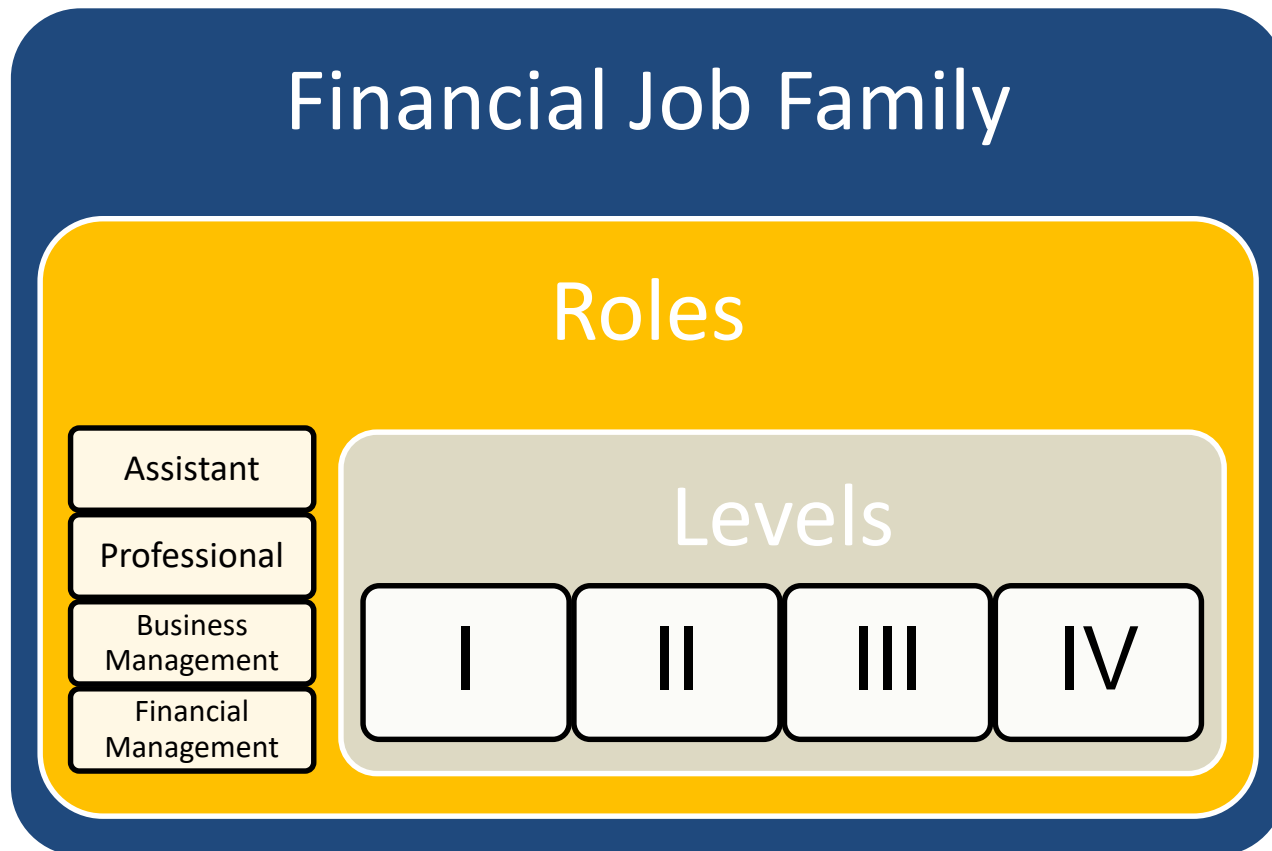 Financial Job Family
Roles
Assistant
Professional
Business
Management
Financial
Management
Levels
I
II
III
IV